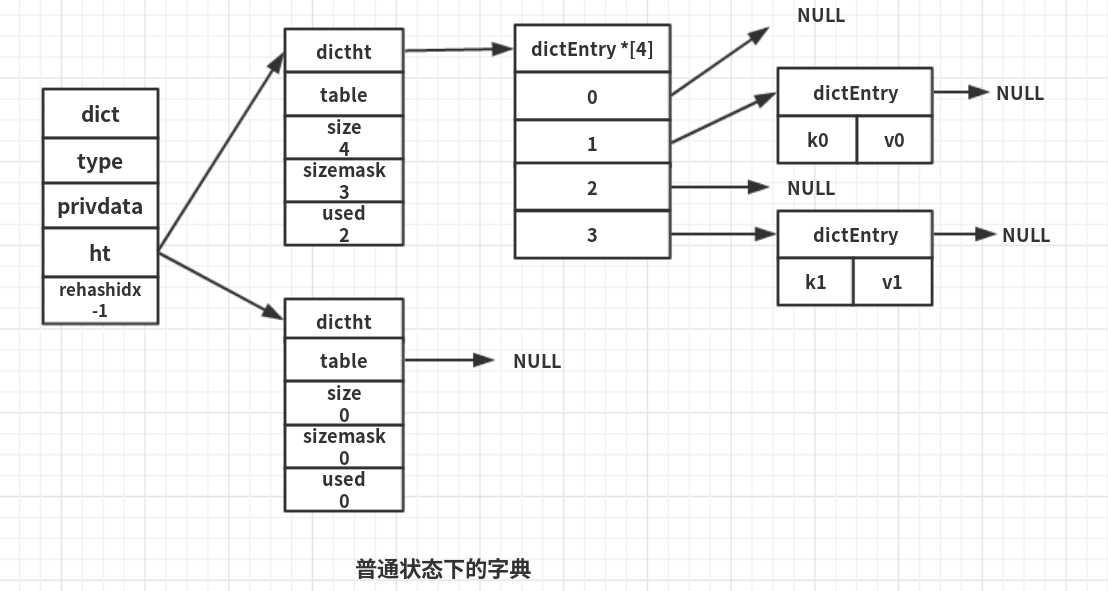 dict
type
privdata
ht
rehashidx
-1
dictht
table
size
4
sizemask
3
used
2
dictEntry *[4]
0
1
2
3
NULL
dictEntry
NULL
k0 v0
NULL
dictEntry
NULL
k1 v1
dictht
table
NULL
size
0
sizemask
0
used
0
普通状态下的字典